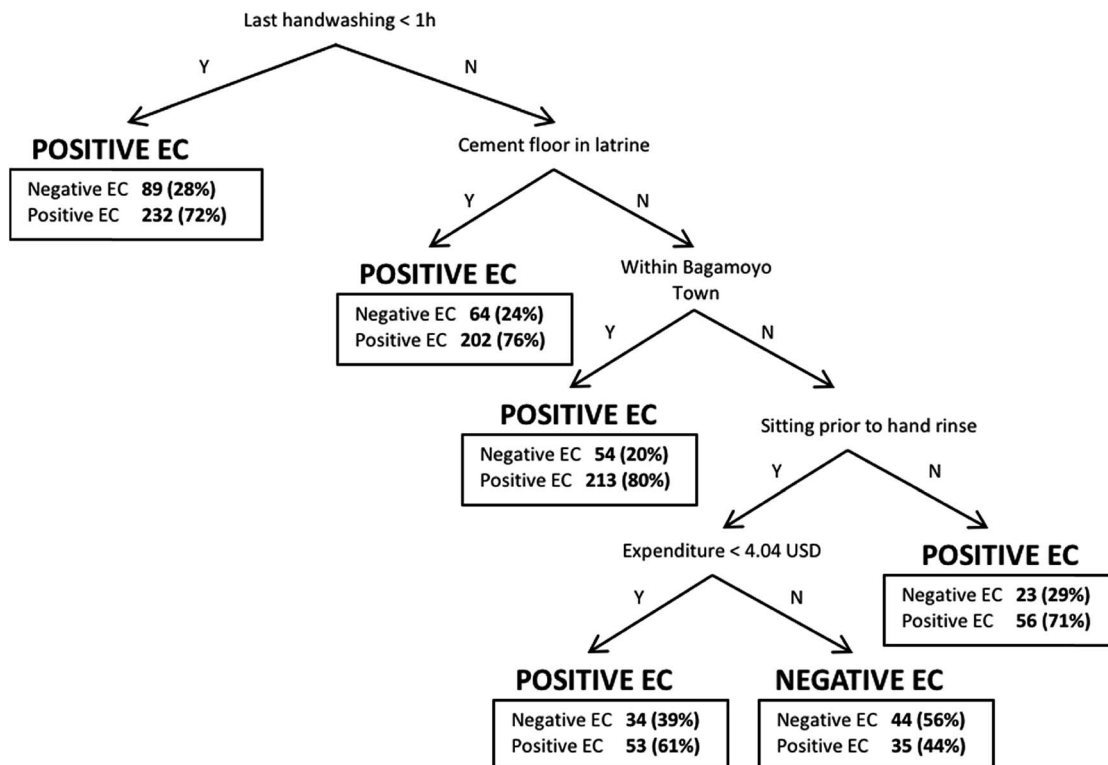 Last handwashing < 1h
Y
N
POSITIVE EC
Negative EC 89 (28%)
Positive EC 232 (72%)
Cement floor in latrine
Y
N
POSITIVE EC
Negative EC 64 (24%)
Positive EC 202 (76%)
Within Bagamoyo
Town
Y
N
POSITIVE EC
Negative EC 54 (20%)
Positive EC 213 (80%)
Sitting prior to hand rinse
Y
N
Expenditure < 4.04 USD
Y
N
POSITIVE EC
Negative EC 23 (29%)
Positive EC 56 (71%)
POSITIVE EC
Negative EC 34 (39%)
Positive EC 53 (61%)
NEGATIVE EC
Negative EC 44 (56%)
Positive EC 35 (44%)